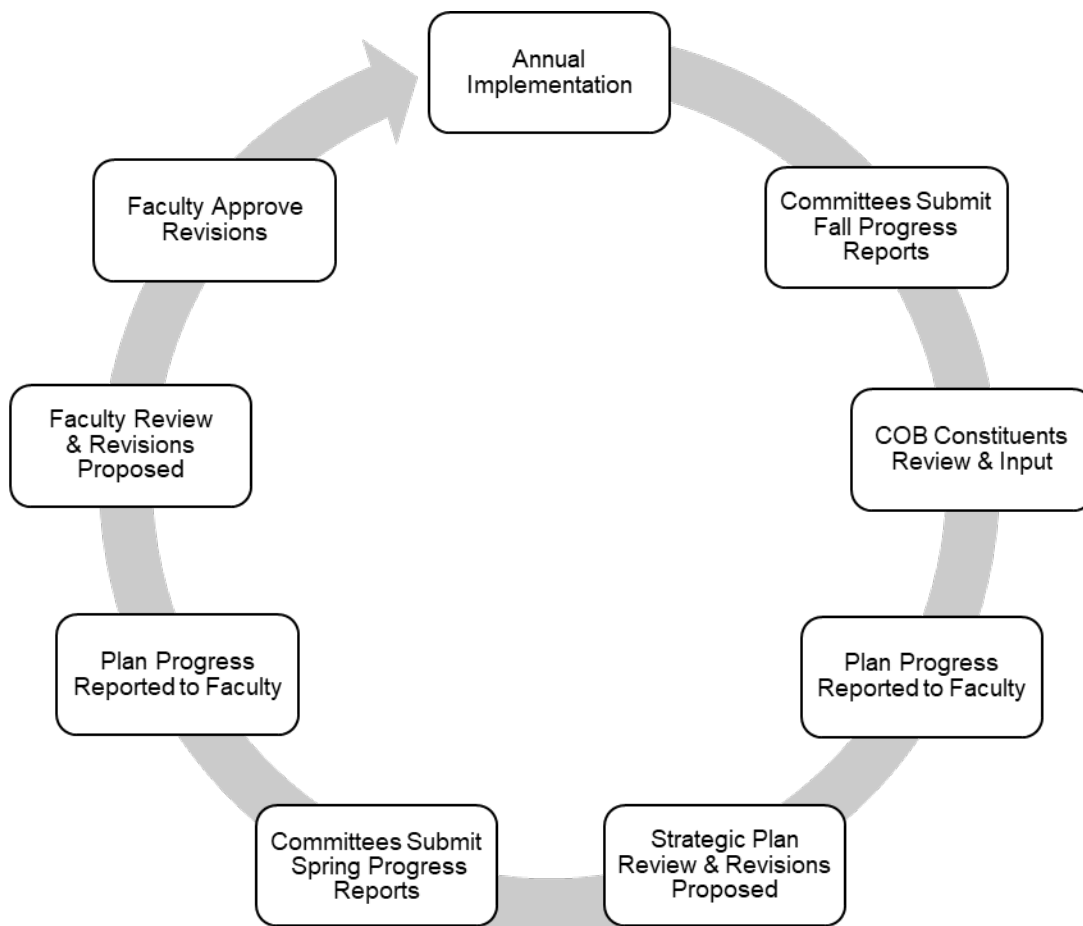 Annual
Implementation
Committees Submit
Fall Progress
Reports
COB Constituents
Review & Input
Plan Progress
Reported to Faculty
Strategic Plan
Review & Revisions
Proposed
Committees Submit
Spring Progress
Reports
Plan Progress
Reported to Faculty
Faculty Review
& Revisions
Proposed
Faculty Approve
Revisions